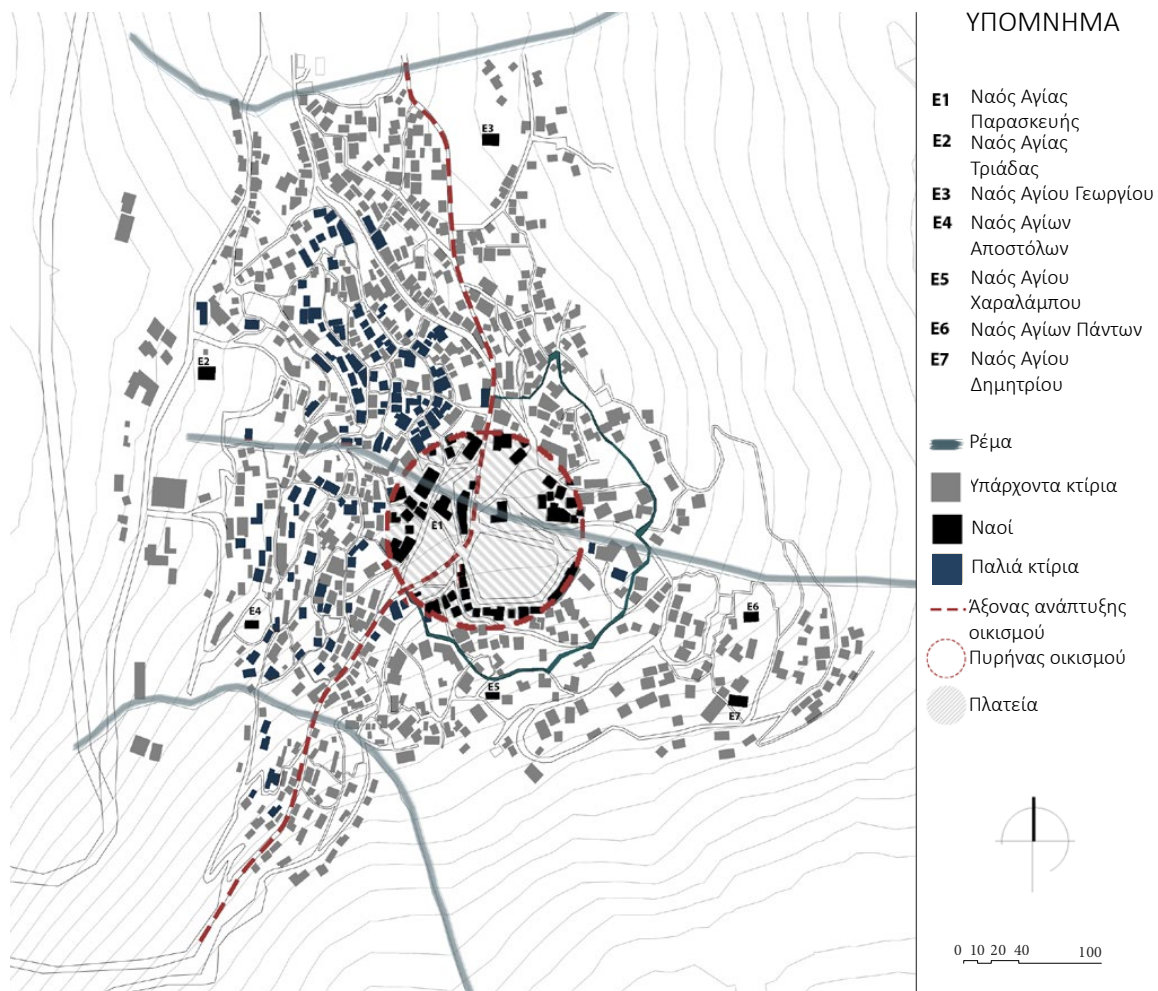 ΥΠΟΜΝΗΜΑ
E1 Ναός Αγίας
Παρασκευής
E2 Ναός Αγίας
Τριάδας
E3 Ναός Αγίου Γεωργίου
E4 Ναός Αγίων
Αποστόλων
E5 Ναός Αγίου
Χαραλάμπου
E6 Ναός Αγίων Πάντων
E7 Ναός Αγίου
Δημητρίου
Ρέμα
Υπάρχοντα κτίρια
Ναοί
Παλιά κτίρια
Άξονας ανάπτυξης
οικισμού
Πυρήνας οικισμού
Πλατεία
0 10 20 40 100
E3
E2
E1
E4
E6
E5
E7